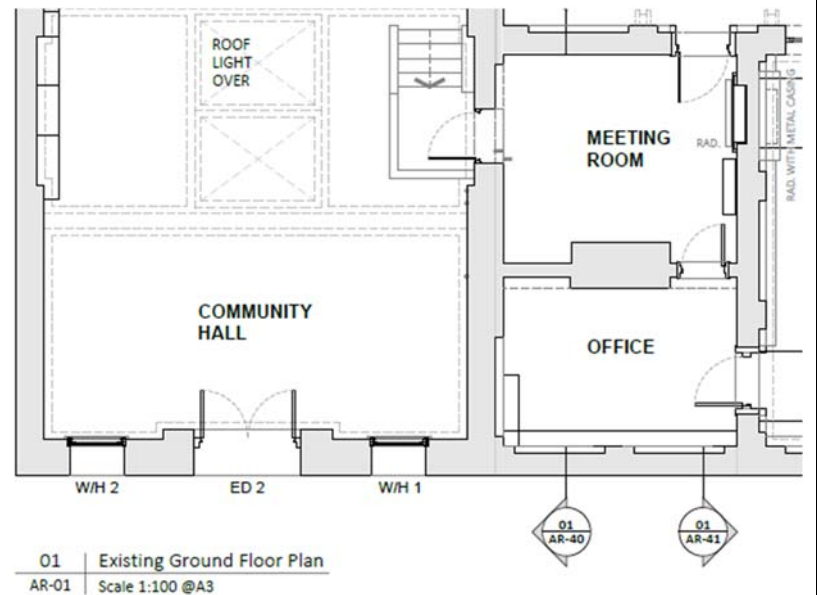 ROOF
LIGHT
OVER
MEETING
ROOM
RAD.
RAD. WITH METAL CASING
COMMUNITY
HALL
OFFICE
W/H 2
ED 2
W/H 1
01
AR-40
01
AR-41
01 Existing Ground Floor Plan
AR-01 Scale 1:100 @A3